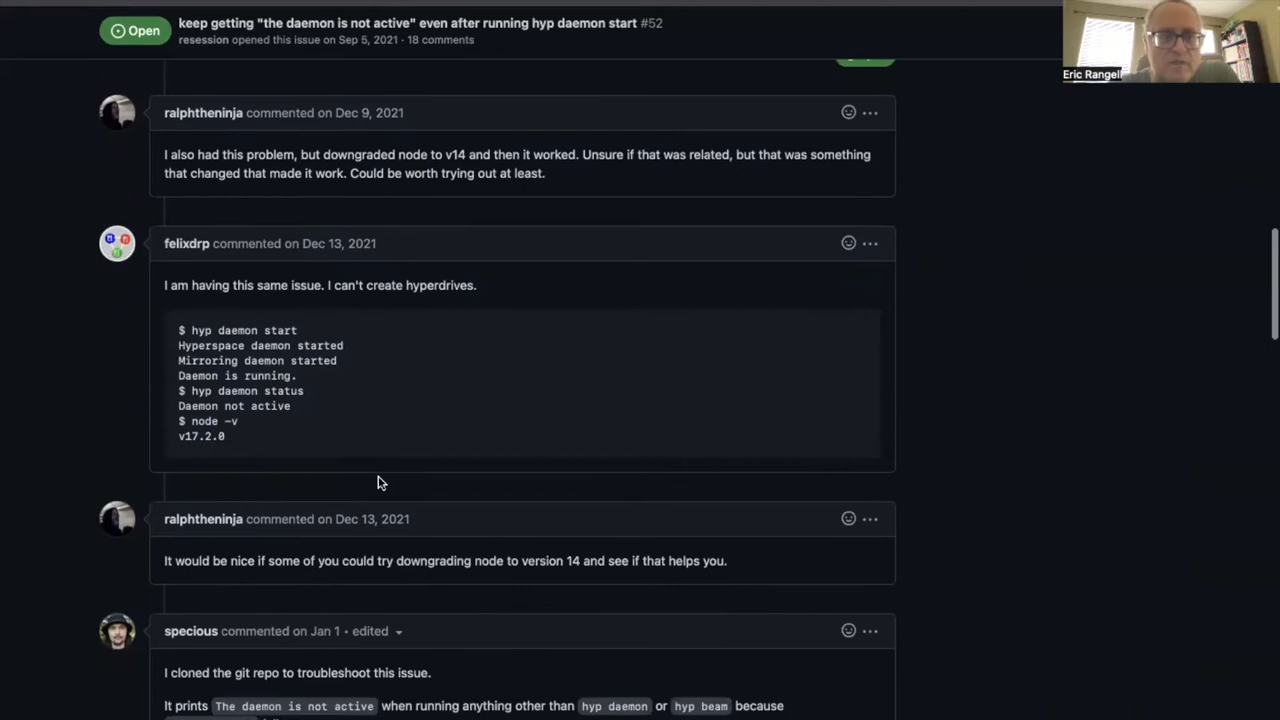 Open
keep getting "the daemon is not active" even after running hyp daemon start #52
resession opened this issue on Sep 5, 2021 · 18 comments
Eric Rangell
ralphtheninja commented on Dec 9, 2021
I also had this problem, but downgraded node to v14 and then it worked. Unsure if that was related, but that was something
that changed that made it work. Could be worth trying out at least.
felixdrp commented on Dec 13, 2021
I am having this same issue. I can't create hyperdrives.
$ hyp daemon start
Hyperspace daemon started
Mirroring daemon started
Daemon is running.
$ hyp daemon status
Daemon not active
$ node -v
v17.2.0
ralphtheninja commented on Dec 13, 2021
It would be nice if some of you could try downgrading node to version 14 and see if that helps you.
specious commented on Jan 1 • edited
I cloned the git repo to troubleshoot this issue.
It prints The daemon is not active when running anything other than hyp daemon or hyp beam because